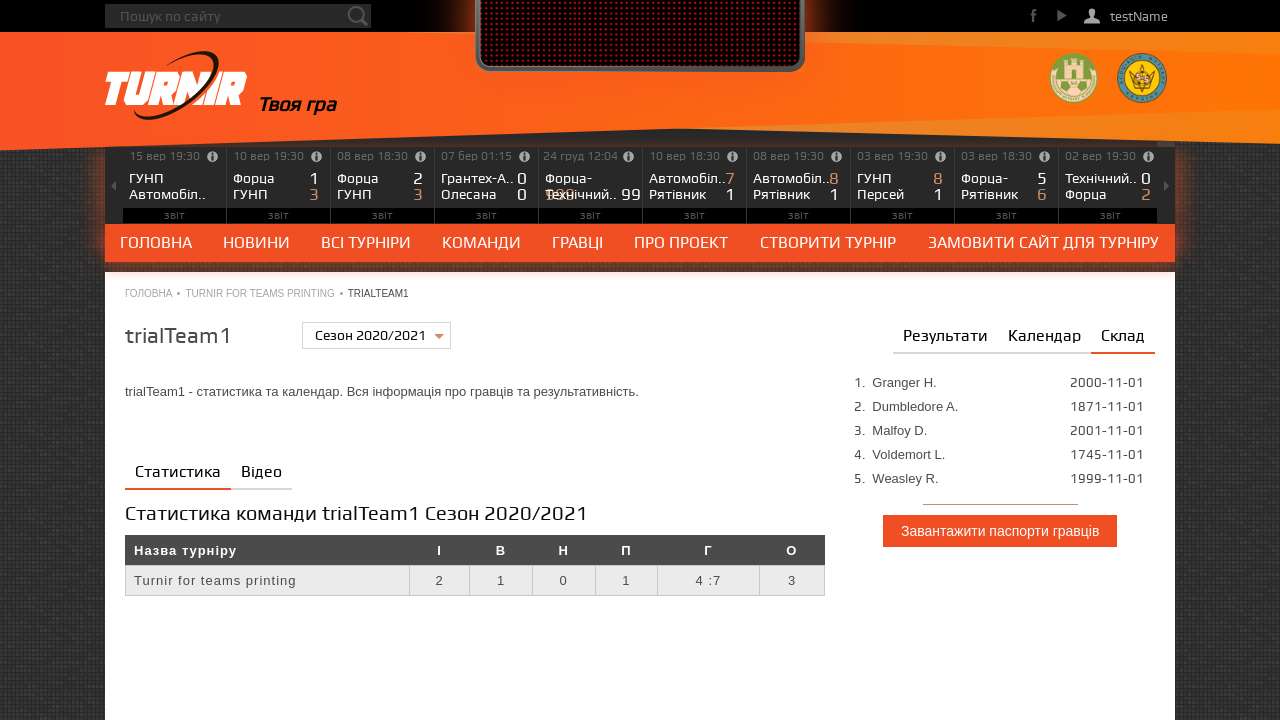 Пошук по сайту
testName
TURNIR Твоя гра
15 вер 19:30 10 вер 19:30 08 вер 18:30 07 бер 01:15 24 груд 12:04 10 вер 18:30 08 вер 19:30 03 вер 19:30 03 вер 18:30 02 вер 19:30
ГУНП Форца 1 Форца 2 Грантех-А.. 0 Форца- 999 Автомобіл.. 7 Автомобіл.. 8 ГУНП 8 Форца- 5 Технічний.. 0
Автомобіл.. ГУНП 3 ГУНП 3 Олесана 0 Технічний.. 99 Рятівник 1 Рятівник 1 Персей 1 Рятівник 6 Форца 2
ЗВІТ ЗВІТ ЗВІТ ЗВІТ ЗВІТ ЗВІТ ЗВІТ ЗВІТ ЗВІТ ЗВІТ
ГОЛОВНА НОВИНИ ВСІ ТУРНІРИ КОМАНДИ ГРАВЦІ ПРО ПРОЕКТ СТВОРИТИ ТУРНІР ЗАМОВИТИ САЙТ ДЛЯ ТУРНІРУ
ГОЛОВНА • TURNIR FOR TEAMS PRINTING • TRIALTEAM1
trialTeam1 Сезон 2020/2021
Результати Календар Склад
trialTeam1 - статистика та календар. Вся інформація про гравців та результативність.
1. Granger H. 2000-11-01
2. Dumbledore A. 1871-11-01
3. Malfoy D. 2001-11-01
4. Voldemort L. 1745-11-01
5. Weasley R. 1999-11-01
Завантажити паспорти гравців
Статистика Відео
Статистика команди trialTeam1 Сезон 2020/2021
Назва турніру І В Н П Г О
Turnir for teams printing 2 1 0 1 4 :7 3